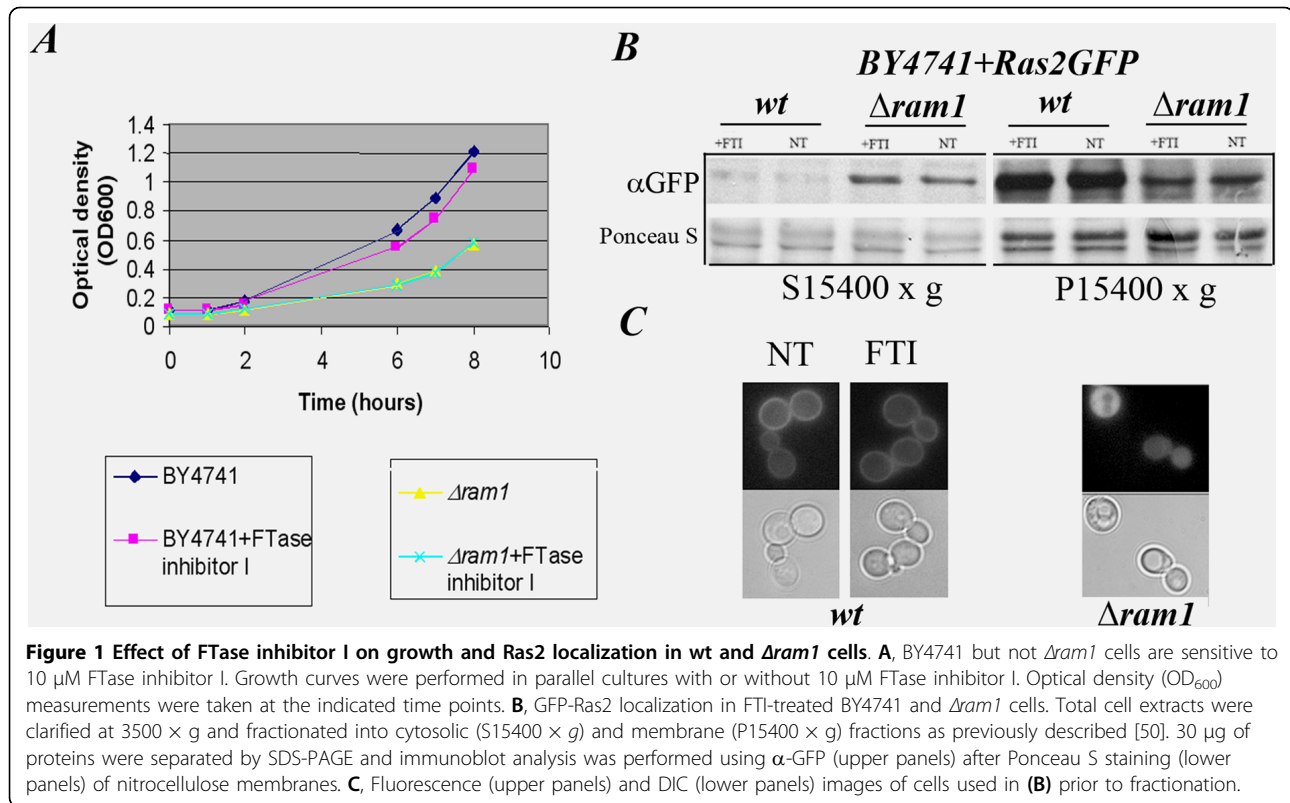 A
Optical density
(OD600)
1.4
1.2
1
0.8
0.6
0.4
0.2
0
0 2 4 6 8 10
Time (hours)
BY4741
BY4741+FTase
inhibitor I
Δram1
Δram1+FTase
inhibitor I
B
BY4741+Ras2GFP
wt Δram1 wt Δram1
+FTI NT +FTI NT +FTI NT +FTI NT
αGFP
Ponceau S
S15400 x g P15400 x g
C
NT FTI
wt Δram1
Figure 1 Effect of FTase inhibitor I on growth and Ras2 localization in wt and Δram1 cells. A, BY4741 but not Δram1 cells are sensitive to
10 μM FTase inhibitor I. Growth curves were performed in parallel cultures with or without 10 μM FTase inhibitor I. Optical density (OD600)
measurements were taken at the indicated time points. B, GFP-Ras2 localization in FTI-treated BY4741 and Δram1 cells. Total cell extracts were
clarified at 3500 × g and fractionated into cytosolic (S15400 × g) and membrane (P15400 × g) fractions as previously described [50]. 30 μg of
proteins were separated by SDS-PAGE and immunoblot analysis was performed using α-GFP (upper panels) after Ponceau S staining (lower
panels) of nitrocellulose membranes. C, Fluorescence (upper panels) and DIC (lower panels) images of cells used in (B) prior to fractionation.